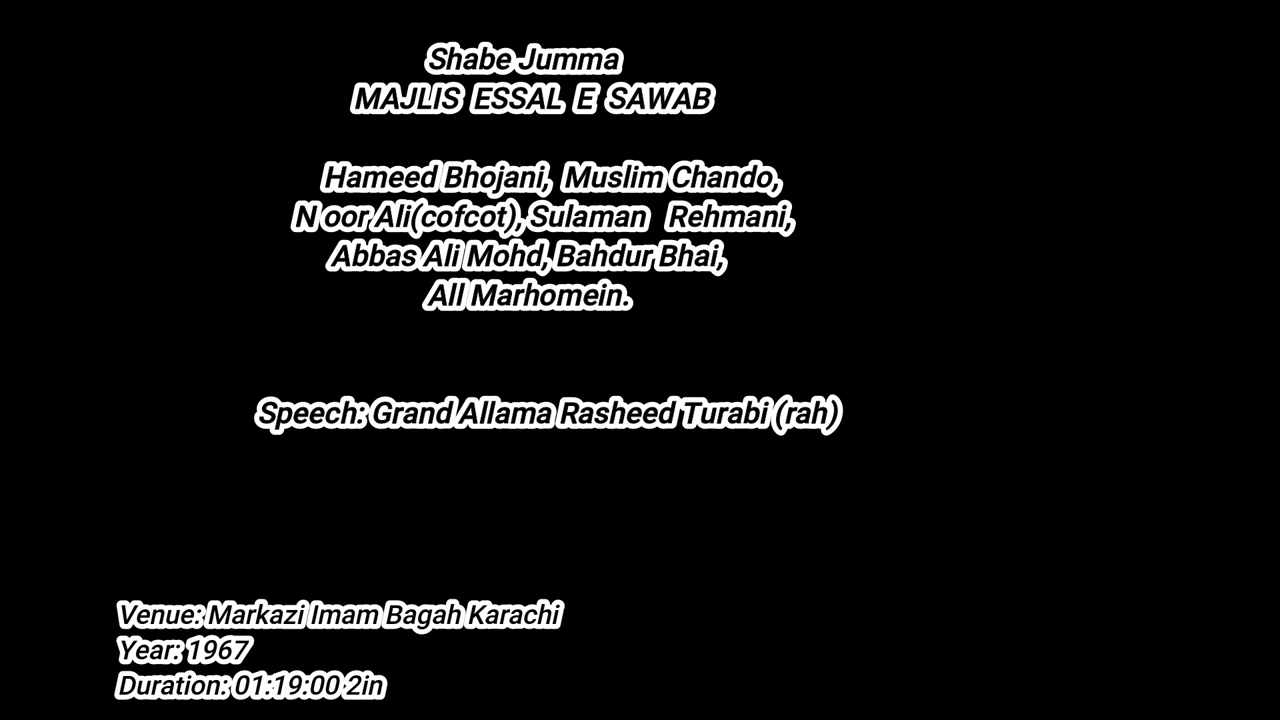 Shabe Jumma
MAJLIS ESSAL E SAWAB
Hameed Bhojani, Muslim Chando,
N oor Ali(cofcot), Sulaman Rehmani,
Abbas Ali Mohd, Bahdur Bhai,
All Marhomein.
Speech: Grand Allama Rasheed Turabi (rah)
Venue: Markazi Imam Bagah Karachi
Year: 1967
Duration: 01:19:00 2in